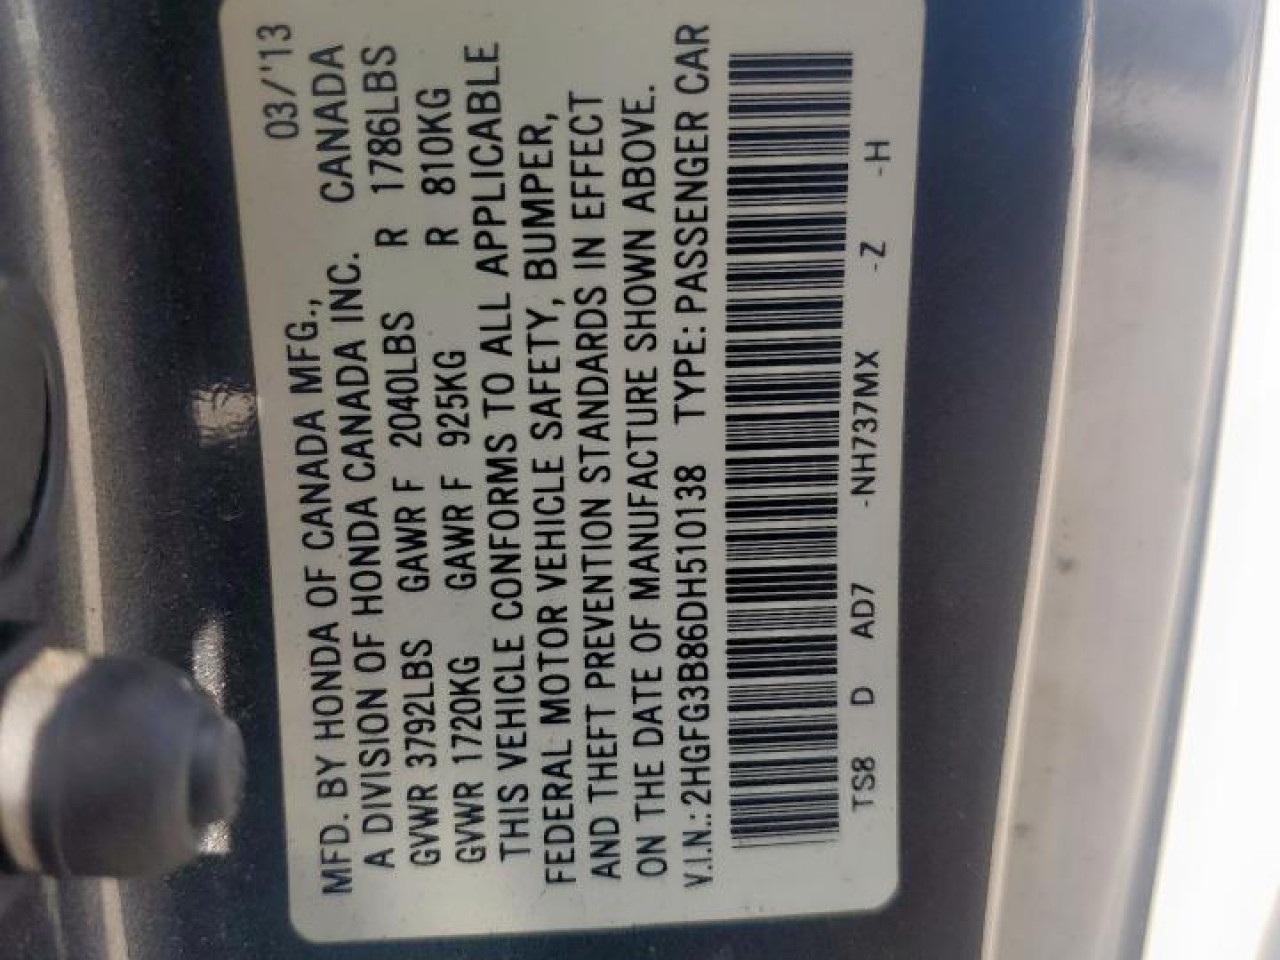 03/'13
MFD. BY HONDA OF CANADA MFG., CANADA
A DIVISION OF HONDA CANADA INC.
GVWR 3792LBS GAWR F 2040LBS R 1786LBS
GVWR 1720KG GAWR F 925KG R 810KG
THIS VEHICLE CONFORMS TO ALL APPLICABLE
FEDERAL MOTOR VEHICLE SAFETY, BUMPER,
AND THEFT PREVENTION STANDARDS IN EFFECT
ON THE DATE OF MANUFACTURE SHOWN ABOVE.
V.I.N.: 2HGFG3B86DH510138 TYPE: PASSENGER CAR
TS8 D AD7 -NH737MX -Z -H